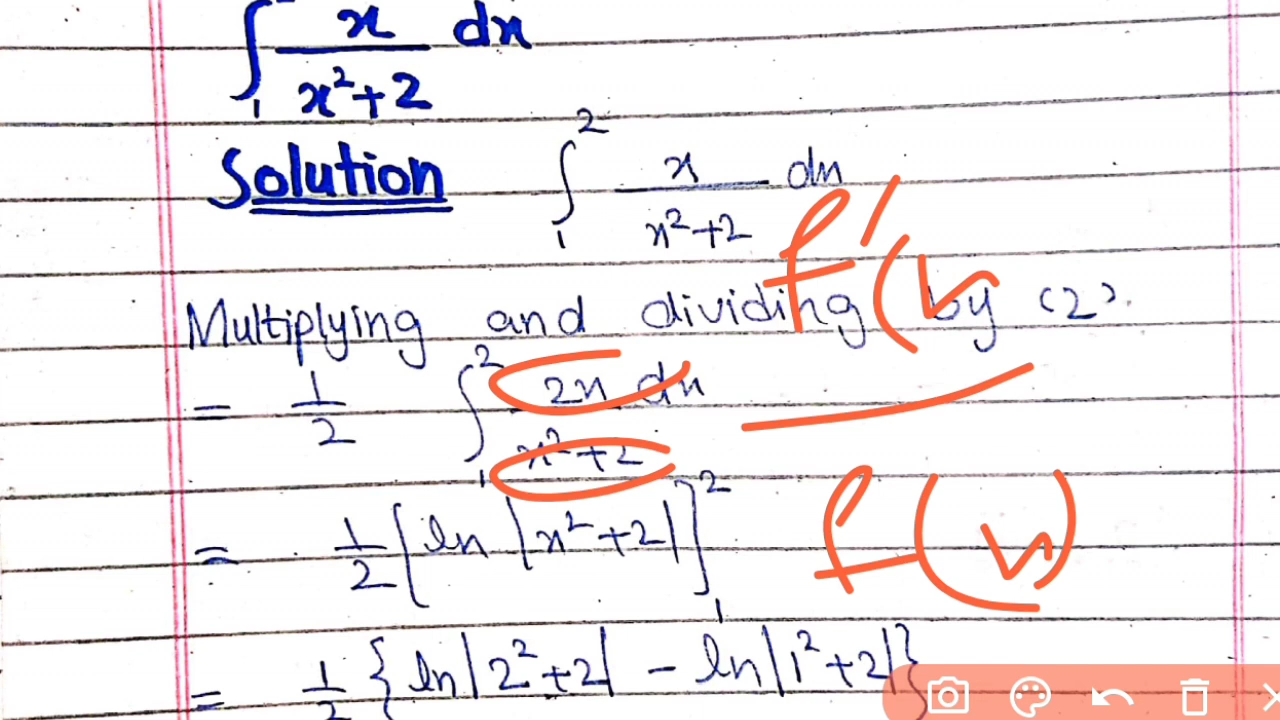 ∫₁ x/(x²+2) dx
Solution ∫₁² x/(x²+2) dx
f'(x)
Multiplying and dividing by (2).
= 1/2 ∫₁² 2x dx/(x²+2)
f(x)
= 1/2 [ln |x²+2|]₁²
= 1/2 {ln|2²+2| - ln|1²+2|}